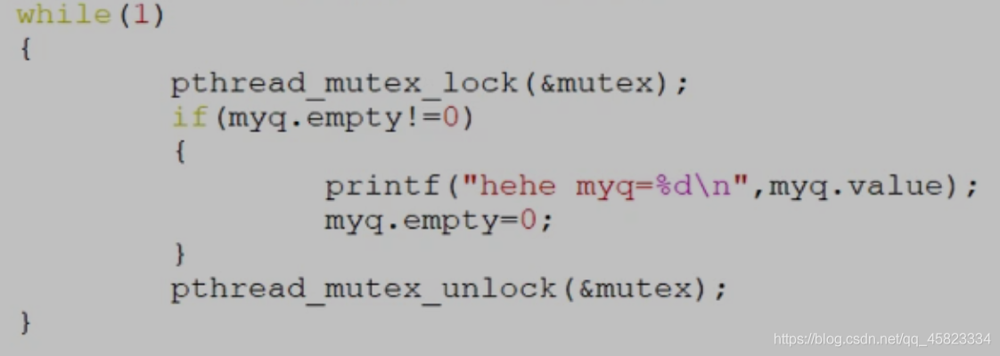 while(1)
{
        pthread_mutex_lock(&mutex);
        if(myq.empty!=0)
        {
                printf("hehe myq=%d\n",myq.value);
                myq.empty=0;
        }
        pthread_mutex_unlock(&mutex);
}
https://blog.csdn.net/qq_45823334